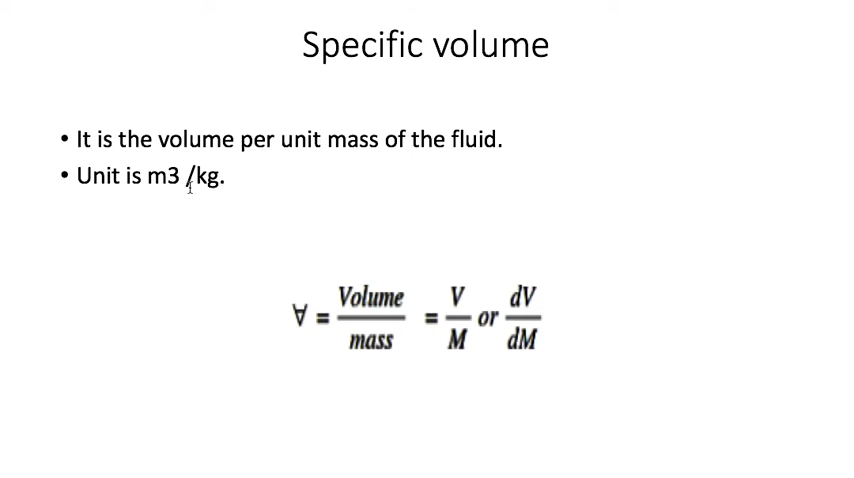 Specific volume
• It is the volume per unit mass of the fluid.
• Unit is m3 /kg.
∀ = Volume / mass = V / M or dV / dM